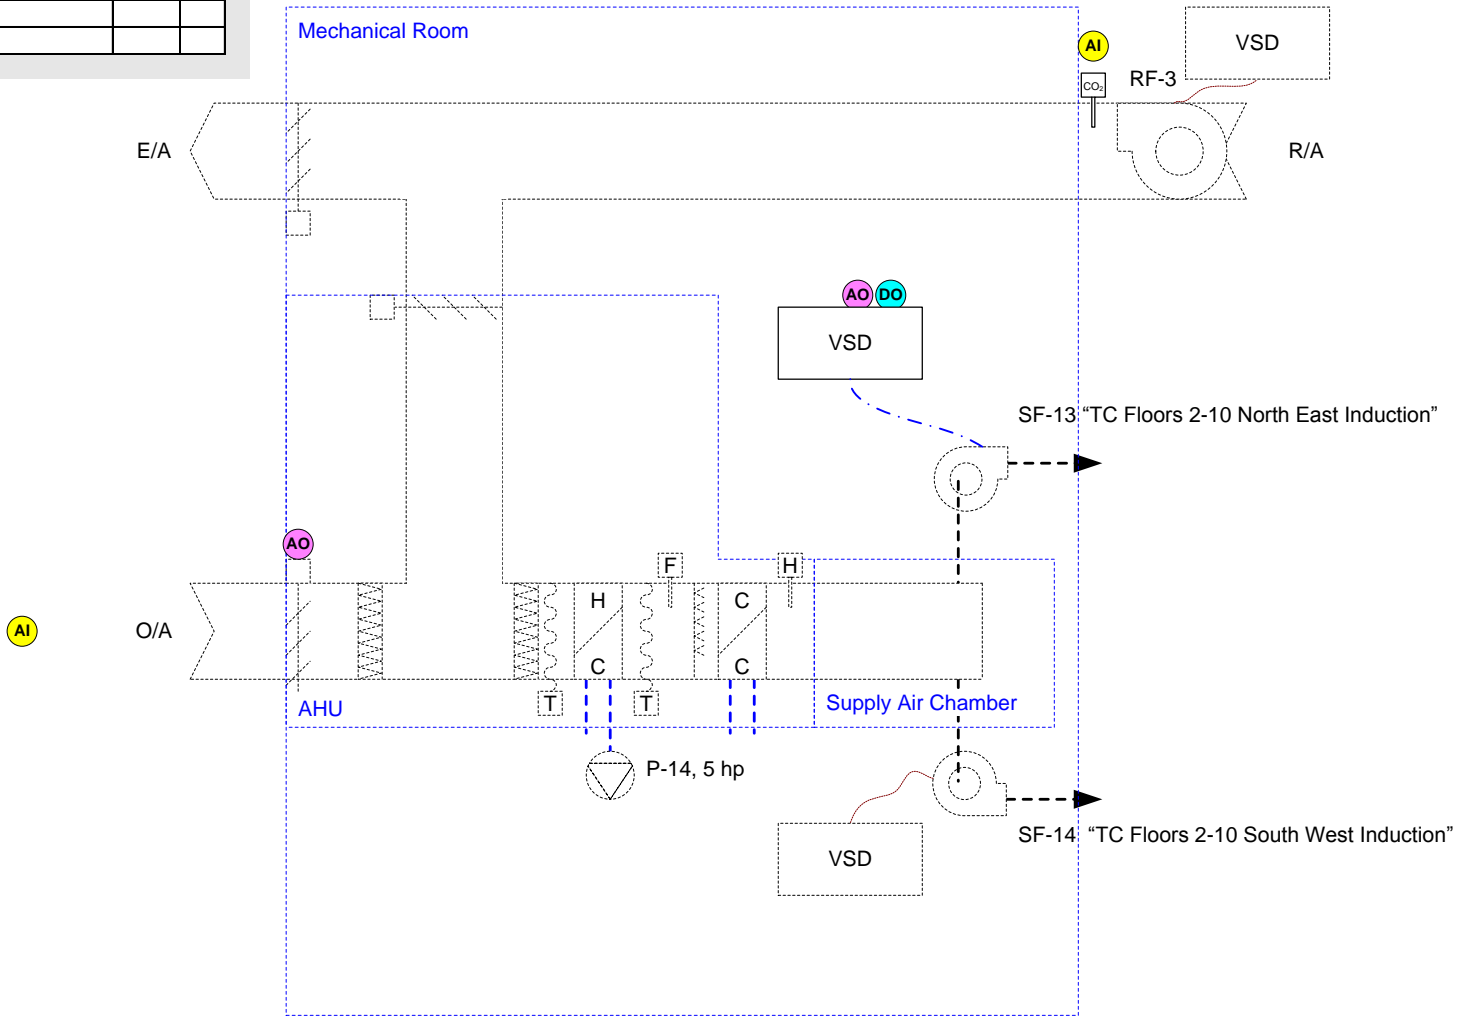 Mechanical Room
AI
VSD
RF-3
CO₂
E/A
R/A
AO DO
VSD
SF-13 “TC Floors 2-10 North East Induction”
AO
F
H
H
C
AI
O/A
C
C
T
T
AHU
Supply Air Chamber
P-14, 5 hp
SF-14 “TC Floors 2-10 South West Induction”
VSD